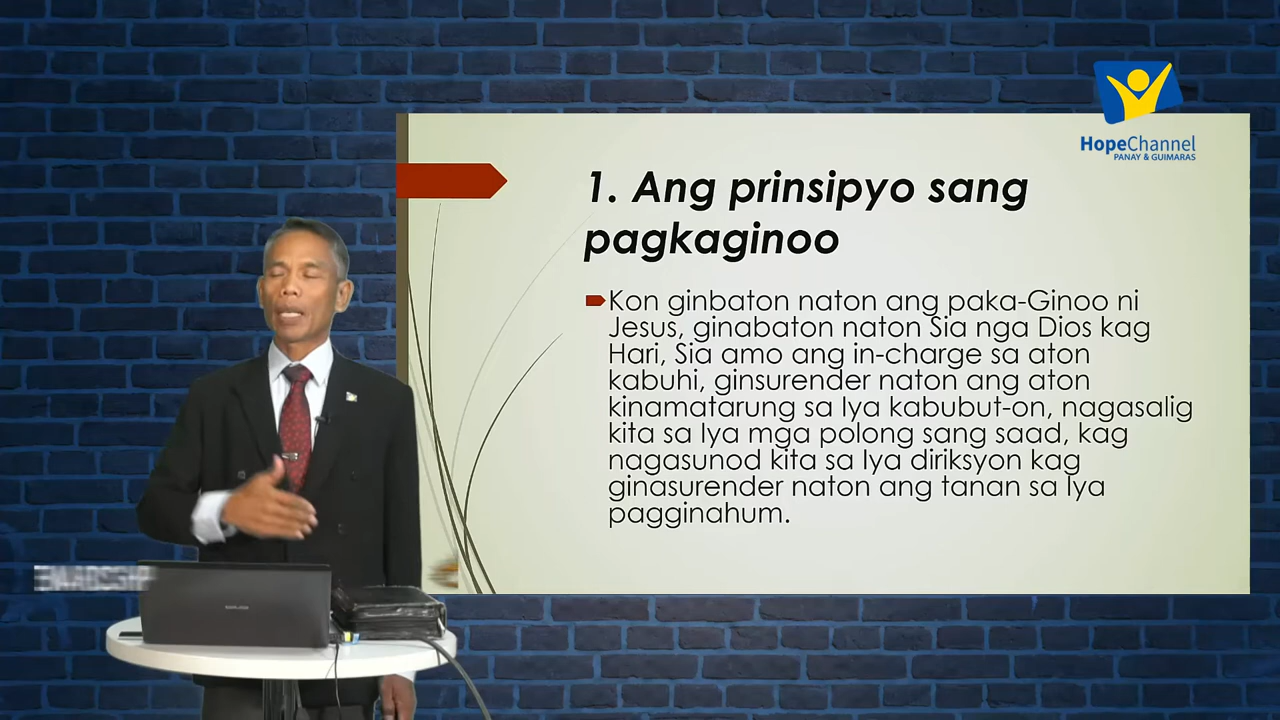 HopeChannel
PANAY & GUIMARAS
1. Ang prinsipyo sang
pagkaginoo
Kon ginbaton naton ang paka-Ginoo ni
Jesus, ginabaton naton Sia nga Dios kag
Hari, Sia amo ang in-charge sa aton
kabuhi, ginsurender naton ang aton
kinamatarung sa Iya kabubut-on, nagasalig
kita sa Iya mga polong sang saad, kag
nagasunod kita sa Iya diriksyon kag
ginasurender naton ang tanan sa Iya
pagginahum.